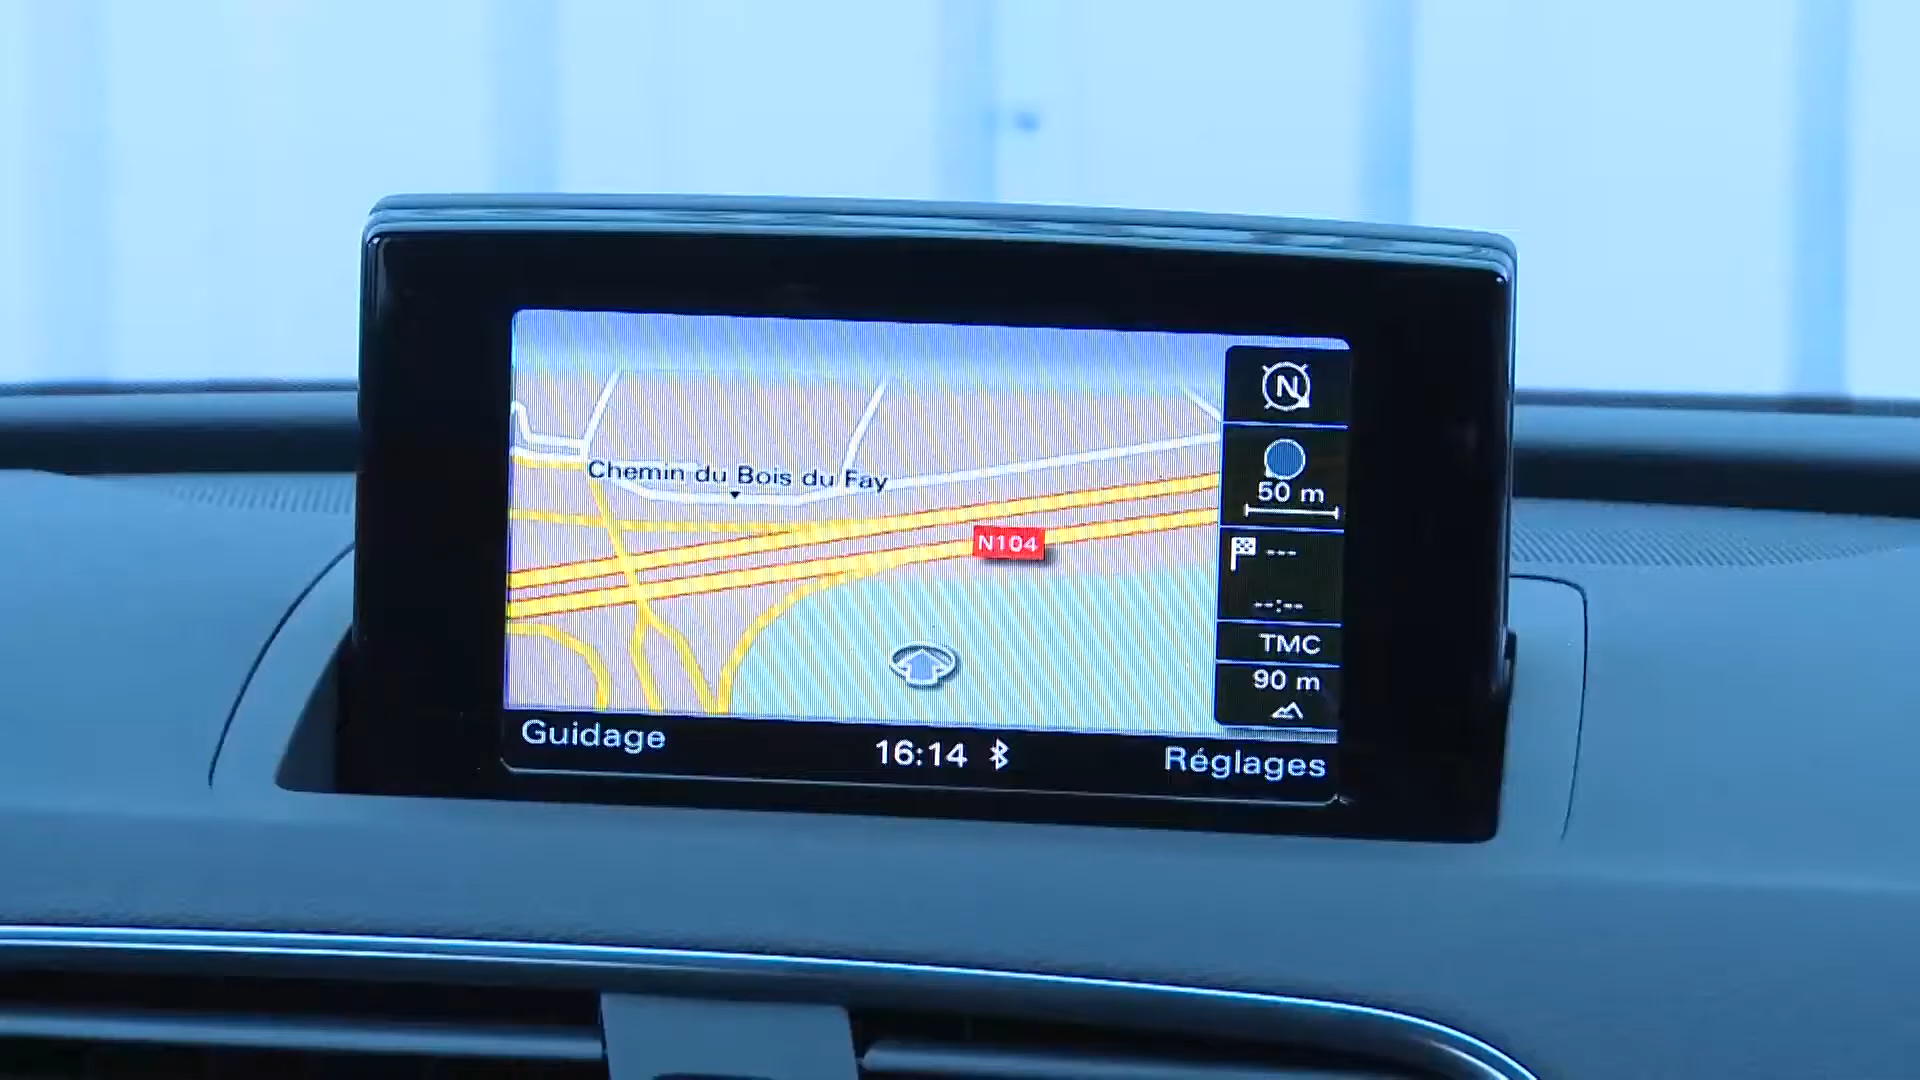 N
Chemin du Bois du Fay
50 m
N104
---
--:--
TMC
90 m
Guidage
16:14
Réglages